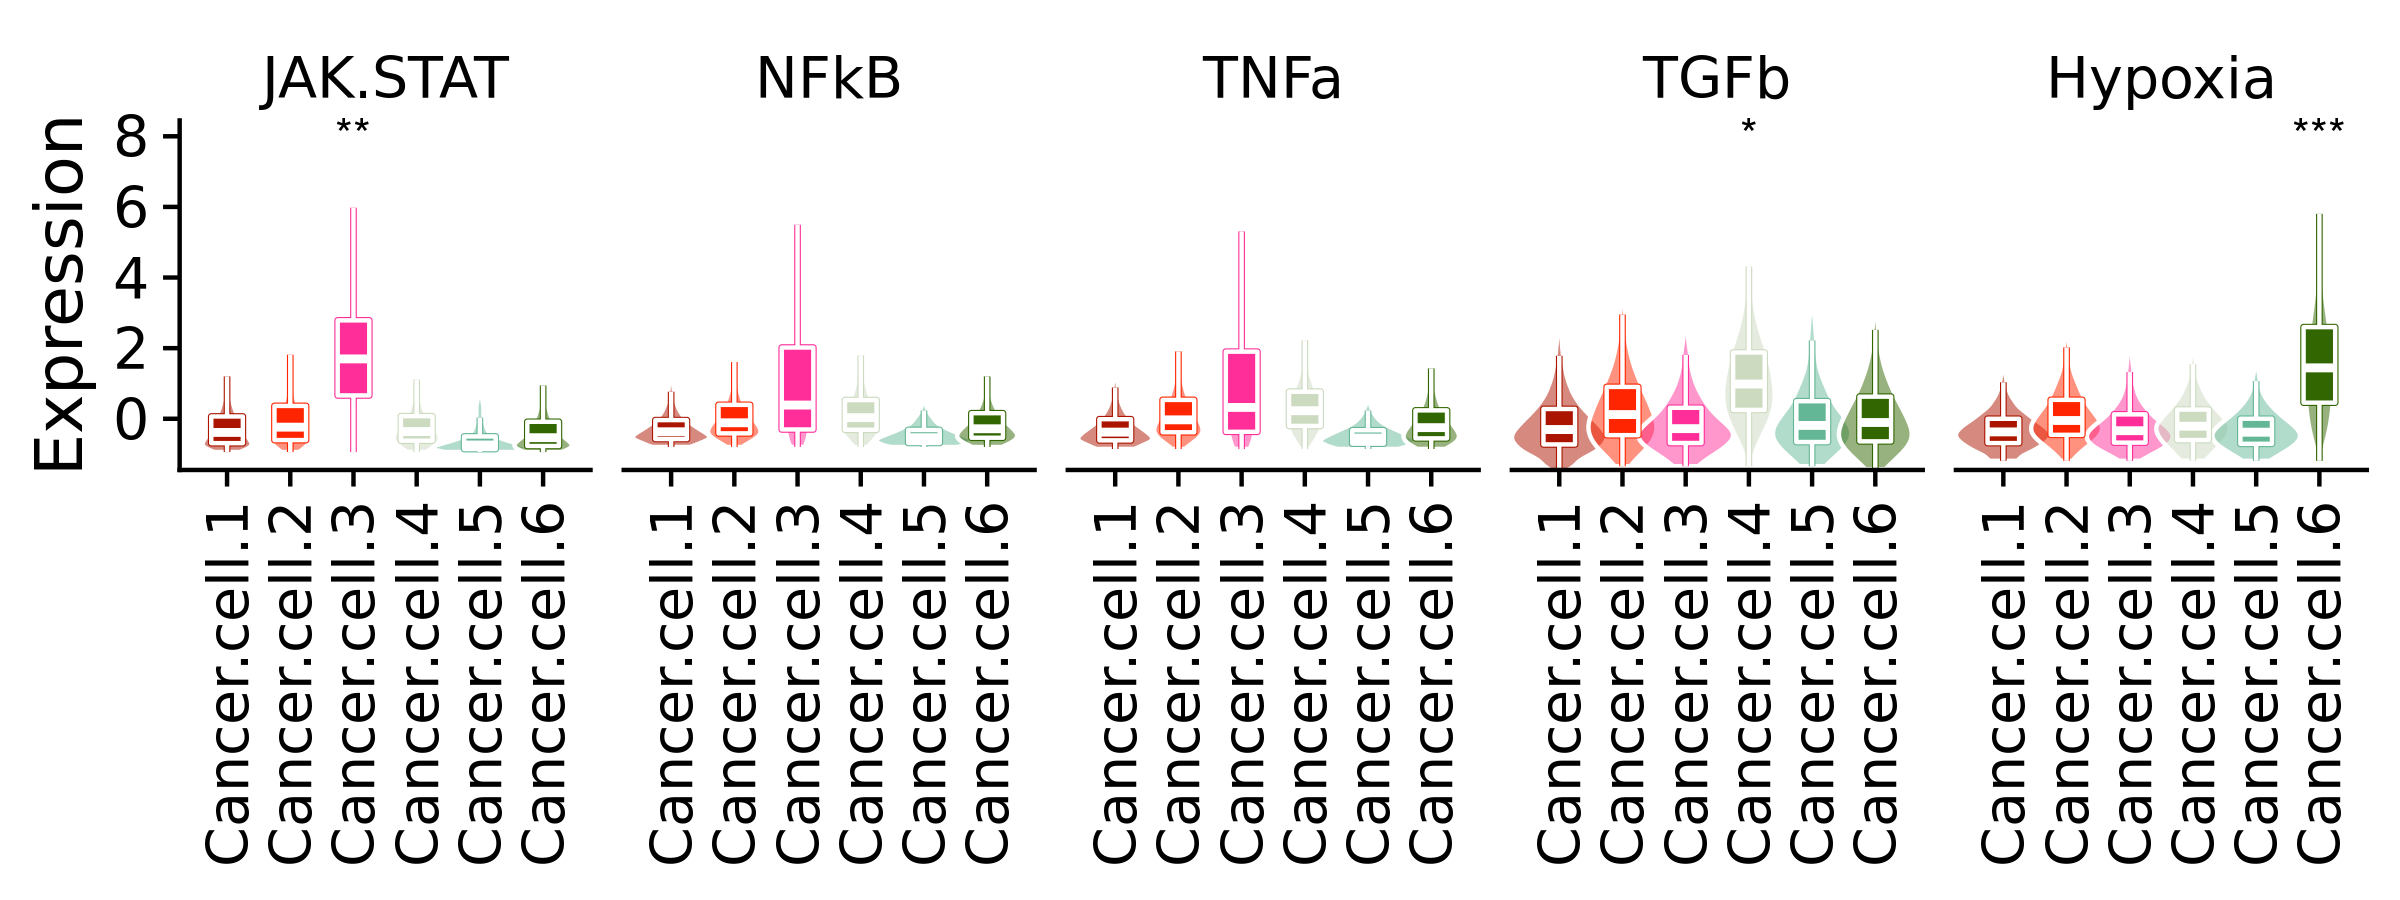 JAK.STAT NFkB TNFa TGFb Hypoxia
** * ***
Expression
8
6
4
2
0
Cancer.cell.1 Cancer.cell.2 Cancer.cell.3 Cancer.cell.4 Cancer.cell.5 Cancer.cell.6 Cancer.cell.1 Cancer.cell.2 Cancer.cell.3 Cancer.cell.4 Cancer.cell.5 Cancer.cell.6 Cancer.cell.1 Cancer.cell.2 Cancer.cell.3 Cancer.cell.4 Cancer.cell.5 Cancer.cell.6 Cancer.cell.1 Cancer.cell.2 Cancer.cell.3 Cancer.cell.4 Cancer.cell.5 Cancer.cell.6 Cancer.cell.1 Cancer.cell.2 Cancer.cell.3 Cancer.cell.4 Cancer.cell.5 Cancer.cell.6